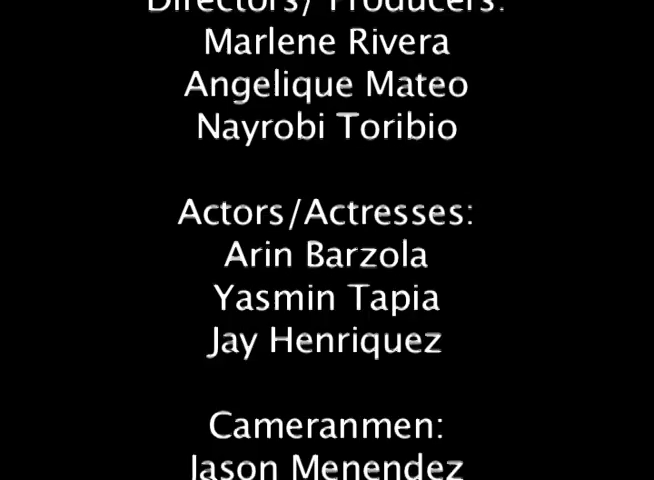 Directors/ Producers:
Marlene Rivera
Angelique Mateo
Nayrobi Toribio
Actors/Actresses:
Arin Barzola
Yasmin Tapia
Jay Henriquez
Cameranmen:
Jason Menendez